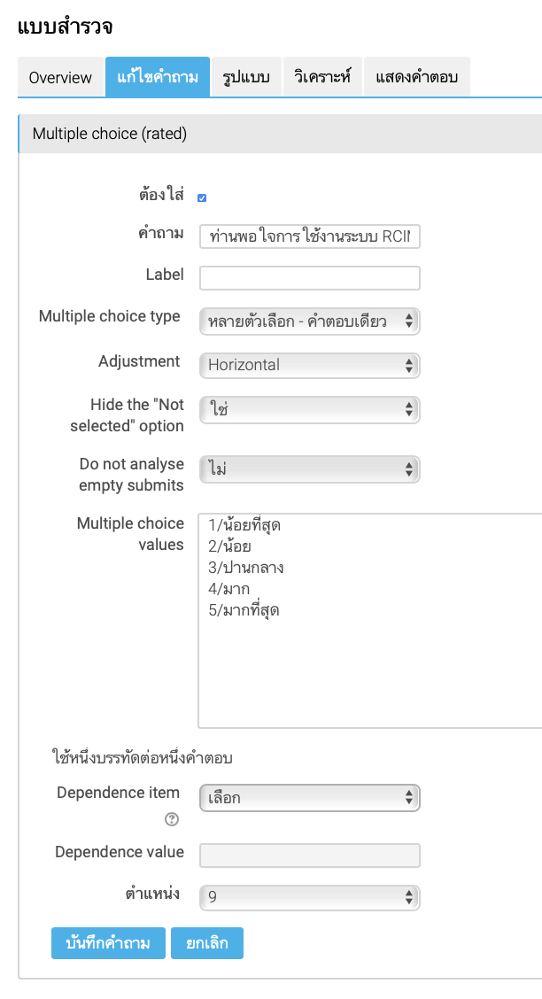 แบบสำรวจ
Overview แก้ไขคำถาม รูปแบบ วิเคราะห์ แสดงคำตอบ
Multiple choice (rated)
ต้องใส่
คำถาม ท่านพอใจการใช้งานระบบ
Label
Multiple choice type หลายตัวเลือก - คำตอบเดียว
Adjustment Horizontal
Hide the "Not
selected" option ใช่
Do not analyse
empty submits ไม่
Multiple choice
values
1/น้อยที่สุด
2/น้อย
3/ปานกลาง
4/มาก
5/มากที่สุด
ใช้หนึ่งบรรทัดต่อหนึ่งคำตอบ
Dependence item เลือก
Dependence value
ตำแหน่ง 9
บันทึกคำถาม ยกเลิก